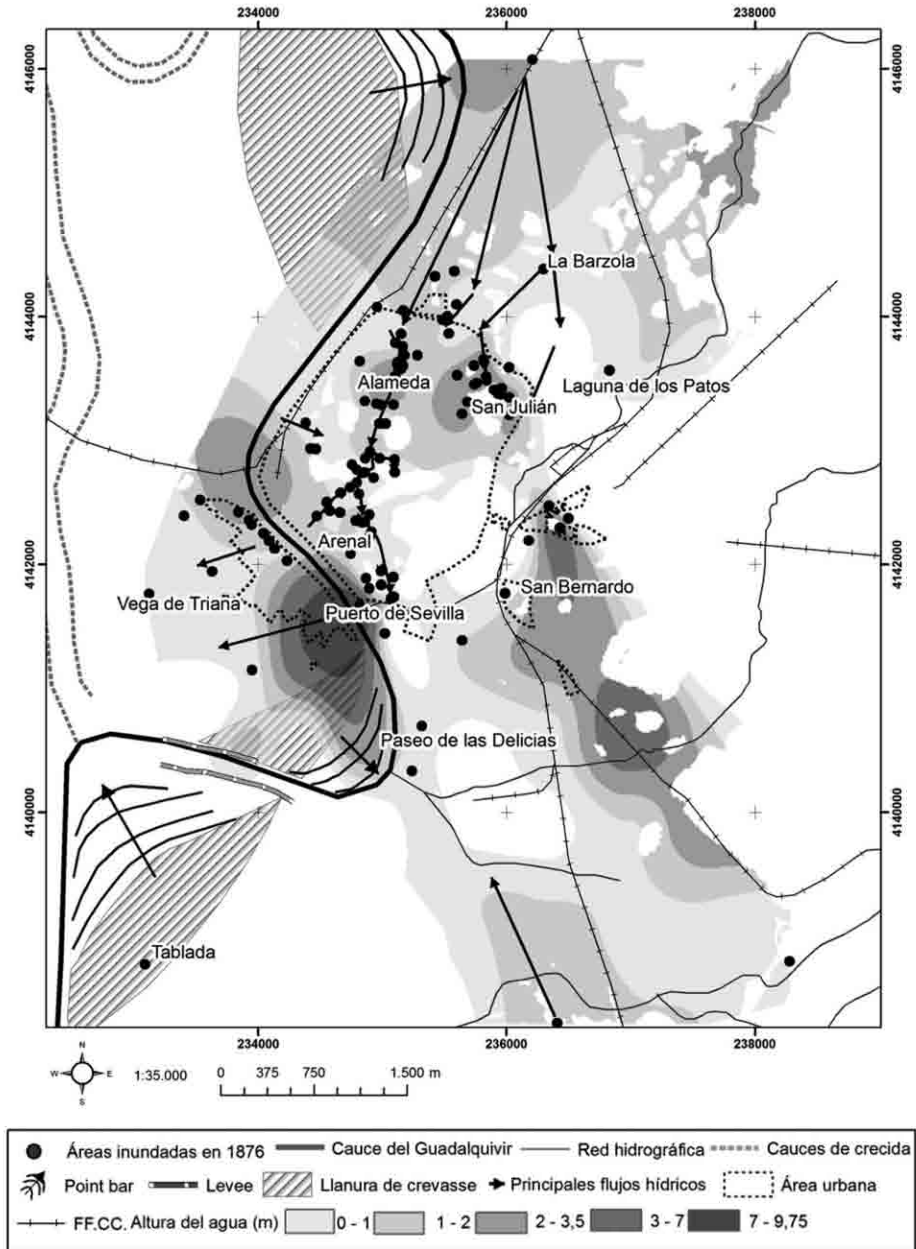 234000 236000 238000
4146000 4146000
La Barzola
4144000 4144000
Alameda
San Julián
Laguna de los Patos
Arenal
4142000 4142000
Vega de Triana
Puerto de Sevilla
San Bernardo
Paseo de las Delicias
4140000 4140000
Tablada
234000 236000 238000
N
W E
S
1:35.000 0 375 750 1.500 m
Áreas inundadas en 1876 Cauce del Guadalquivir Red hidrográfica Cauces de crecida
Point bar Levee Llanura de crevasse Principales flujos hídricos Área urbana
FF.CC. Altura del agua (m) 0 - 1 1 - 2 2 - 3,5 3 - 7 7 - 9,75